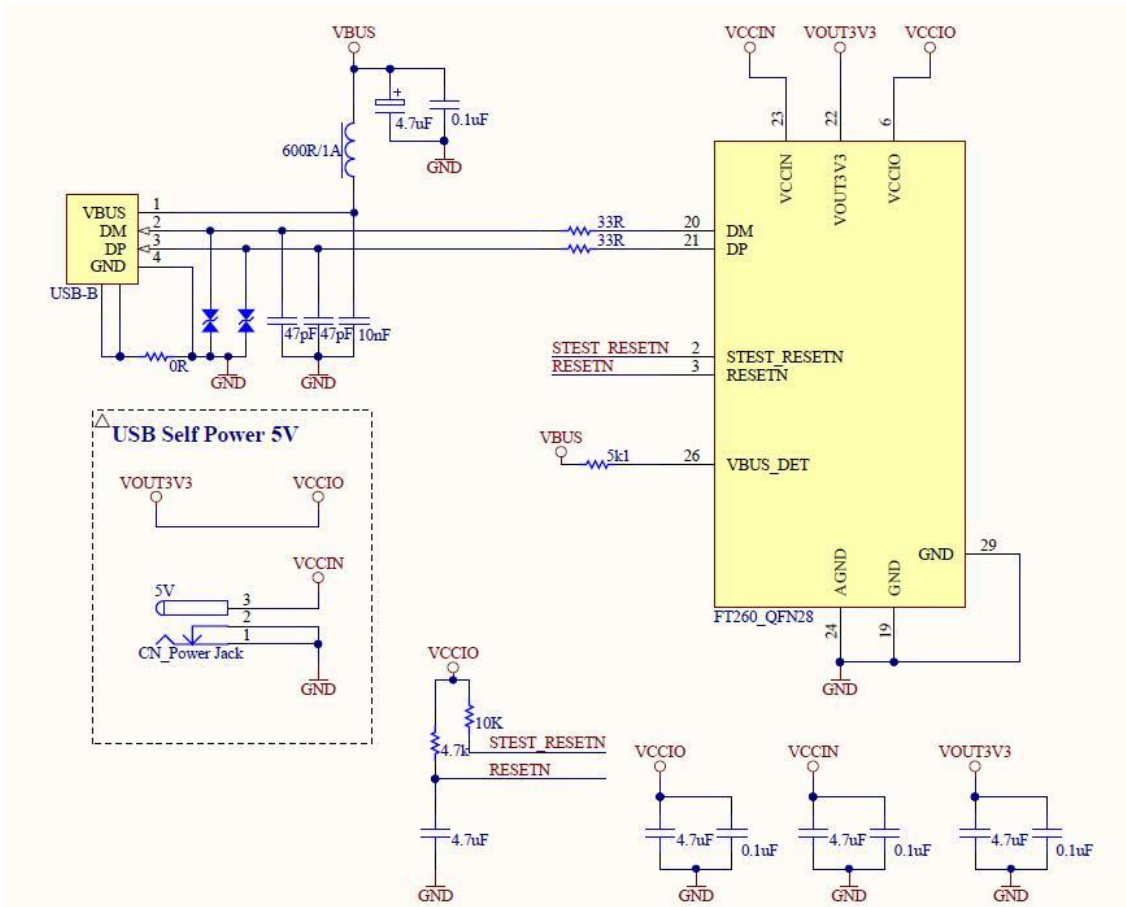 VBUS
VCCIN VOUT3V3 VCCIO
4.7uF 0.1uF
600R/1A
GND
23 22 6
VCCIN VOUT3V3 VCCIO
VBUS 1
DM 2 33R 20 DM
DP 3 33R 21 DP
GND 4
USB-B
47pF 47pF 10nF
0R
GND GND
STEST_RESETN 2 STEST_RESETN
RESETN 3 RESETN
USB Self Power 5V
VBUS
5k1 26 VBUS_DET
VOUT3V3 VCCIO
GND 29
VCCIN
AGND GND
5V
3
2
1
CN_Power Jack
GND
FT260_QFN28
24 19
GND
VCCIO
10K
4.7k STEST_RESETN
RESETN
4.7uF
GND
VCCIO VCCIN VOUT3V3
4.7uF 0.1uF 4.7uF 0.1uF 4.7uF 0.1uF
GND GND GND